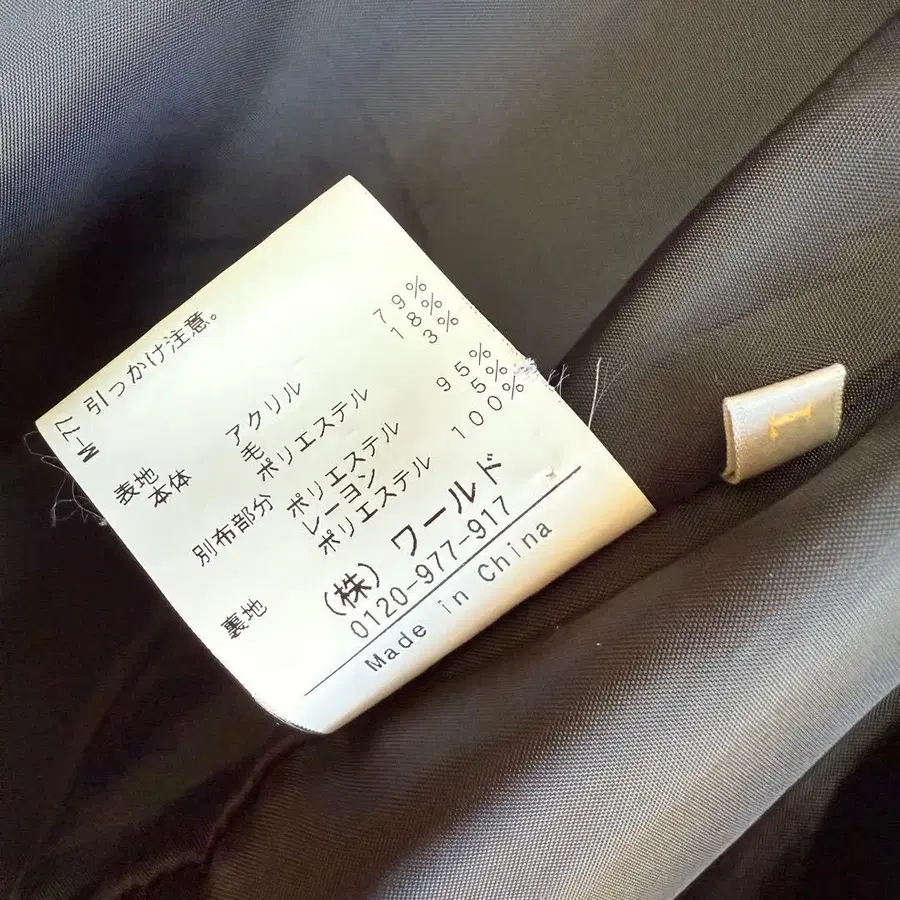 引っかけ注意。
W-77
表地
本体 アクリル 79%
毛 18%
ポリエステル 3%
別布部分 ポリエステル 95%
レーヨン 5%
裏地 ポリエステル 100%
(株) ワールド
0120-977-917
Made in China
1